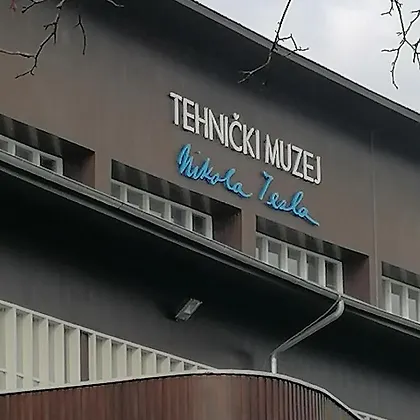 TEHNIČKI MUZEJ
Nikola Tesla